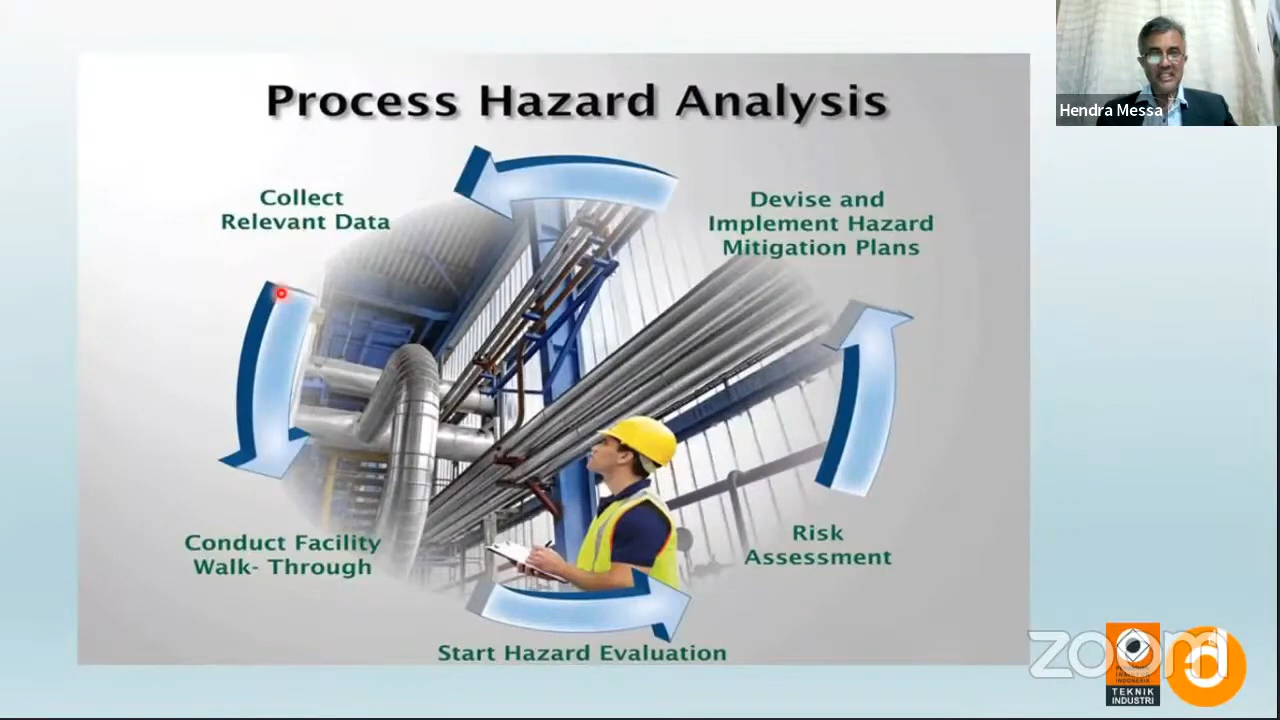 Process Hazard Analysis
Hendra Messa
Collect
Relevant Data
Devise and
Implement Hazard
Mitigation Plans
Conduct Facility
Walk- Through
Risk
Assessment
Start Hazard Evaluation
zoom
INDONESIA
TEKNIK
INDUSTRI